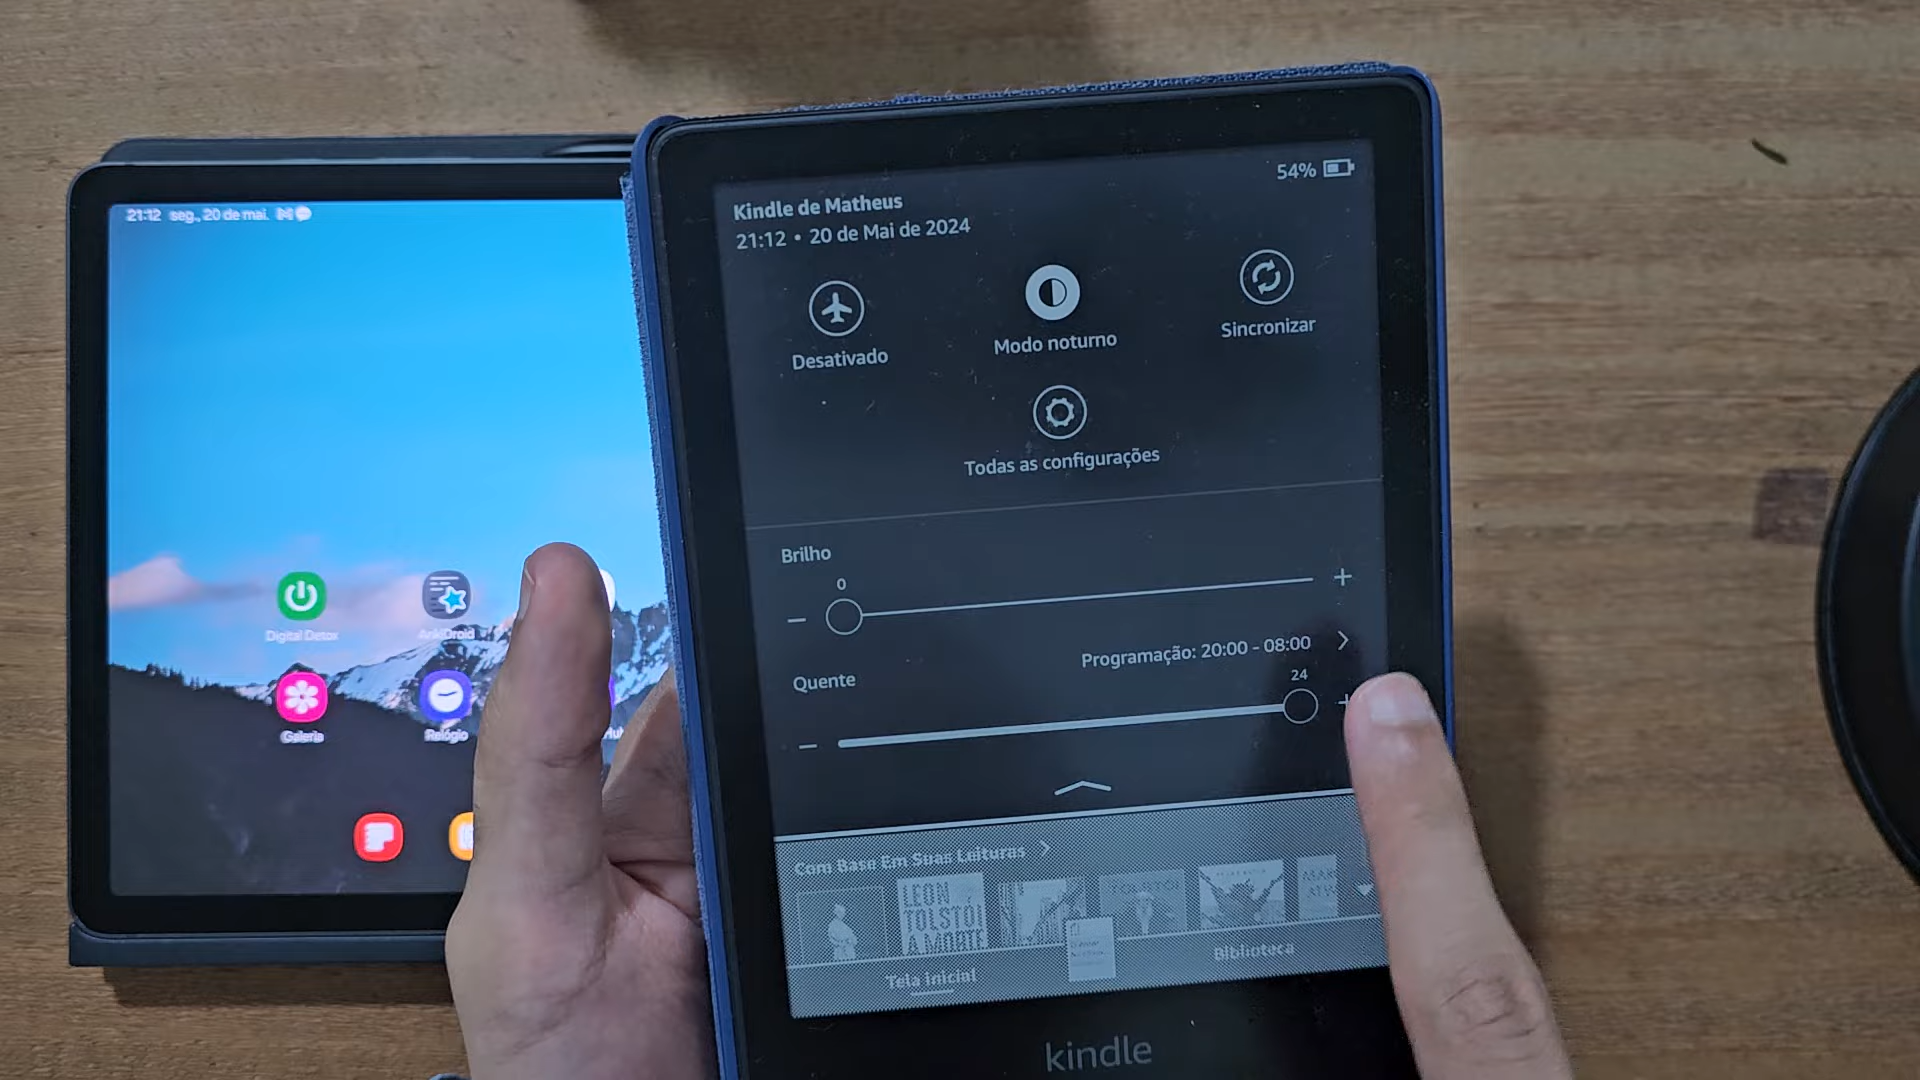 21:12 seg., 20 de mai.
Digital Detox
AnkiDroid
Galeria
Relógio
54%
Kindle de Matheus
21:12 • 20 de Mai de 2024
Desativado
Modo noturno
Sincronizar
Todas as configurações
Brilho
0
Programação: 20:00 - 08:00
Quente
24
Com Base Em Suas Leituras
LEON
TOLSTÓI
A MORTE
TOLSTÓI
Tela inicial
Biblioteca
kindle